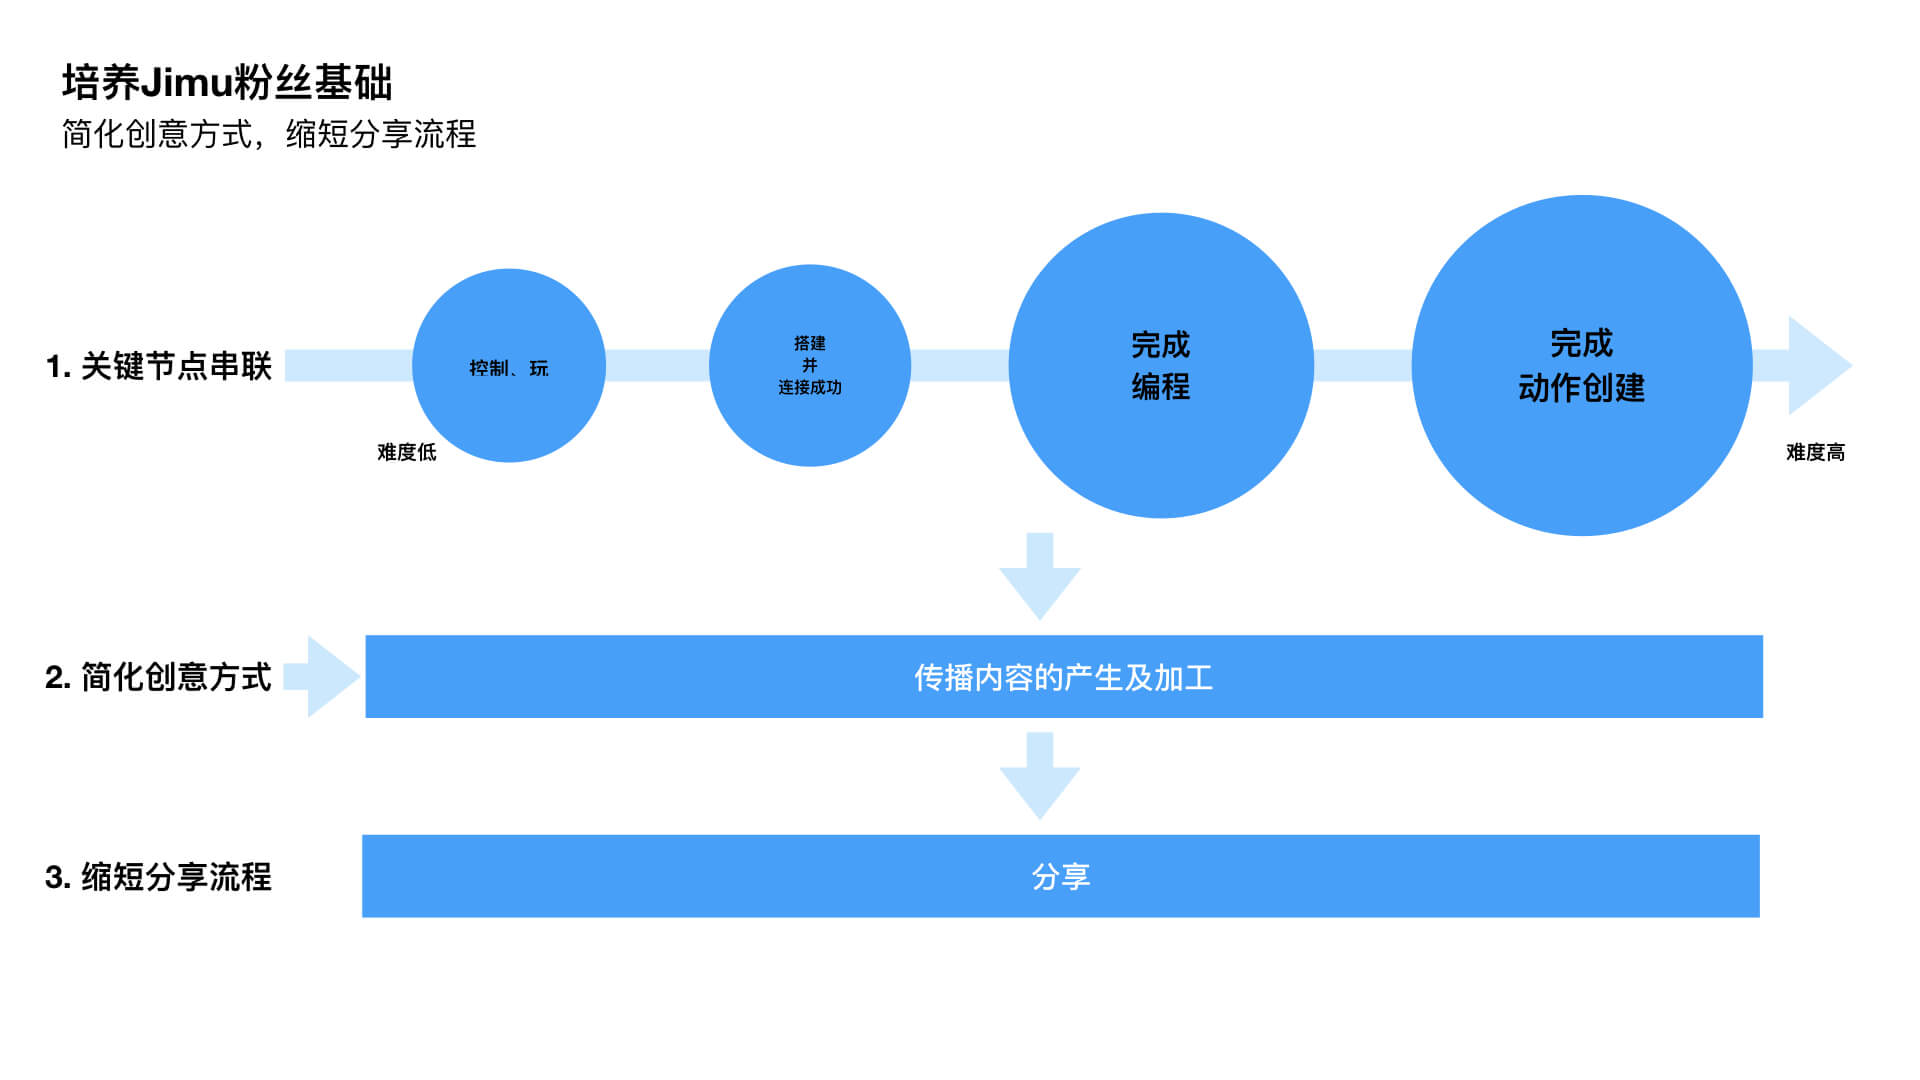 培养Jimu粉丝基础
简化创意方式，缩短分享流程
1. 关键节点串联
控制、玩
搭建
并
连接成功
完成
编程
完成
动作创建
难度低
难度高
2. 简化创意方式
传播内容的产生及加工
3. 缩短分享流程
分享